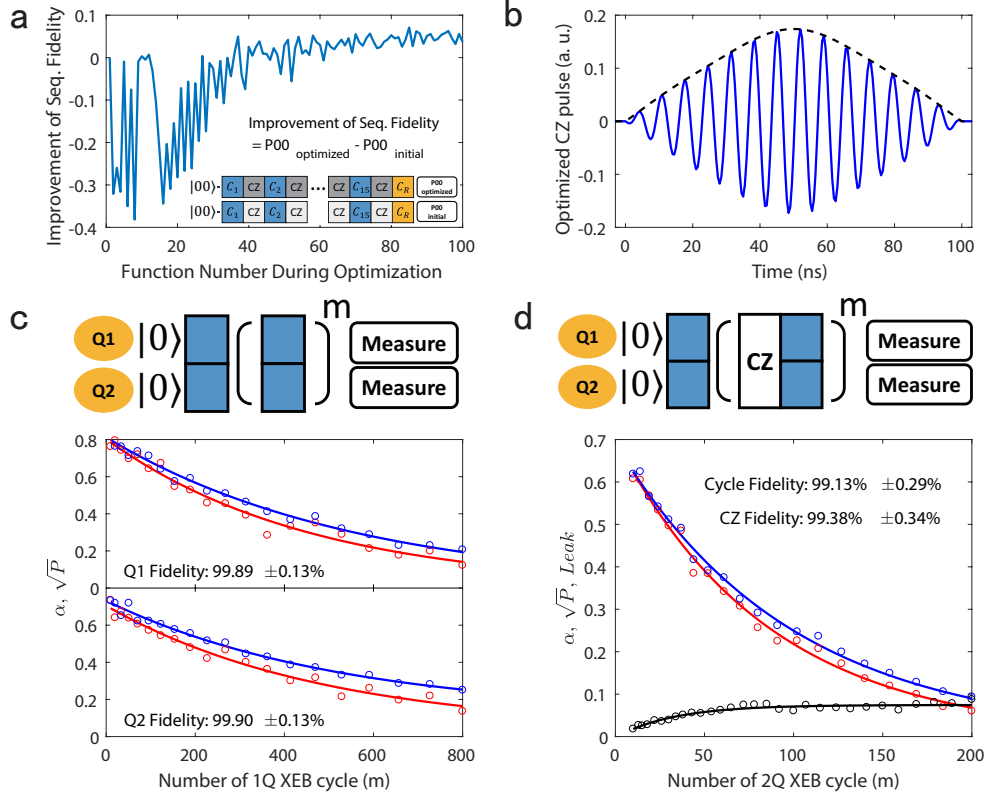 a
Improvement of Seq. Fidelity
0.1
0
-0.1
-0.2
-0.3
-0.4
0 20 40 60 80 100
Function Number During Optimization
Improvement of Seq. Fidelity
= P00 optimized - P00 initial
|00⟩- C1 CZ C2 CZ ... CZ C15 CZ CR P00 optimized
|00⟩- C1 CZ C2 CZ CZ C15 CZ CR P00 initial
b
Optimized CZ pulse (a. u.)
0.2
0.1
0
-0.1
-0.2
0 20 40 60 80 100
Time (ns)
c
Q1 |0⟩ ( ) m Measure
Q2 |0⟩ Measure
α, √P
0.8
0.6
0.4
0.2
0
Q1 Fidelity: 99.89 ±0.13%
0.6
0.4
0.2
0
Q2 Fidelity: 99.90 ±0.13%
0 200 400 600 800
Number of 1Q XEB cycle (m)
d
Q1 |0⟩ ( CZ ) m Measure
Q2 |0⟩ Measure
α, √P, Leak
0.7
0.6
0.5
0.4
0.3
0.2
0.1
0
Cycle Fidelity: 99.13% ±0.29%
CZ Fidelity: 99.38% ±0.34%
0 50 100 150 200
Number of 2Q XEB cycle (m)